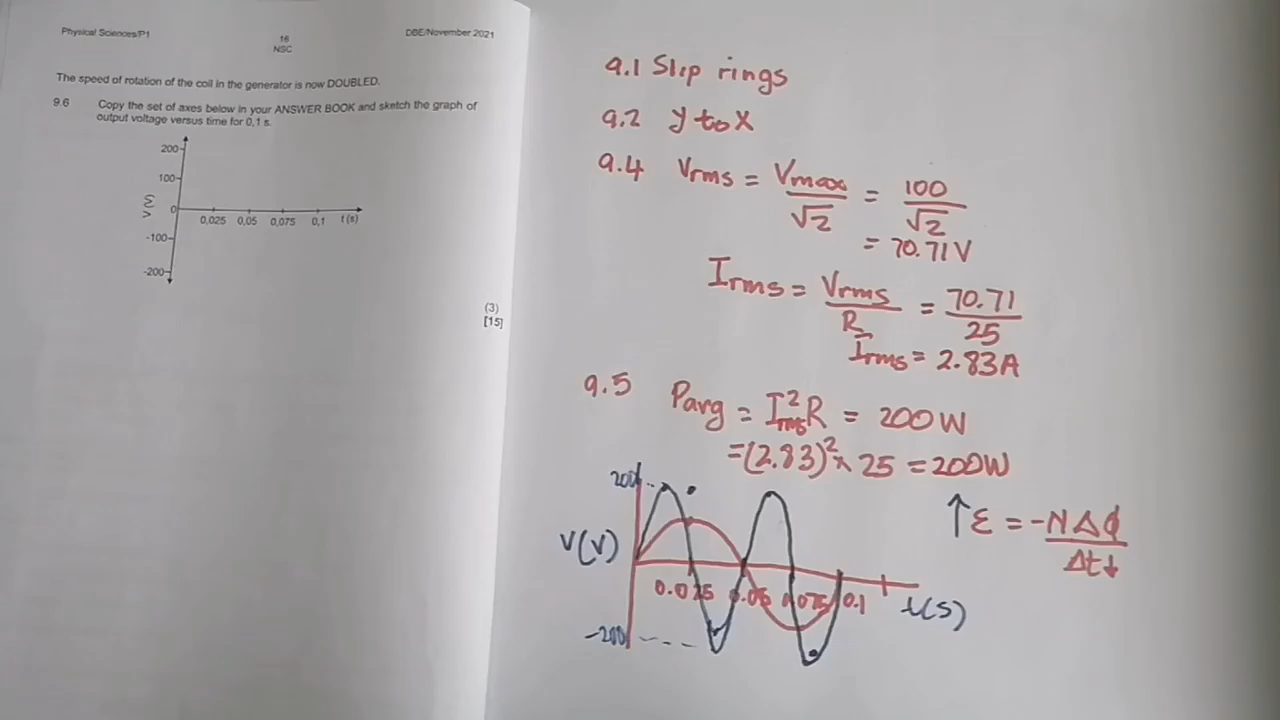 Physical Sciences/P1
16
NSC
DBE/November 2021
The speed of rotation of the coil in the generator is now DOUBLED.
9.6 Copy the set of axes below in your ANSWER BOOK and sketch the graph of
output voltage versus time for 0,1 s.
200
100
V (V)
0
0,025 0,05 0,075 0,1 t (s)
-100
-200
(3)
[15]
9.1 Slip rings
9.2 Y to X
9.4 Vrms = Vmax/√2 = 100/√2
= 70.71V
Irms = Vrms/R = 70.71/25
Irms = 2.83A
9.5 Pavg = I²rms R = 200W
=(2.83)² × 25 = 200W
200
V(V)
0.025 0.05 0.075 0.1 t(s)
-200
↑ε = -NΔϕ/Δt↓